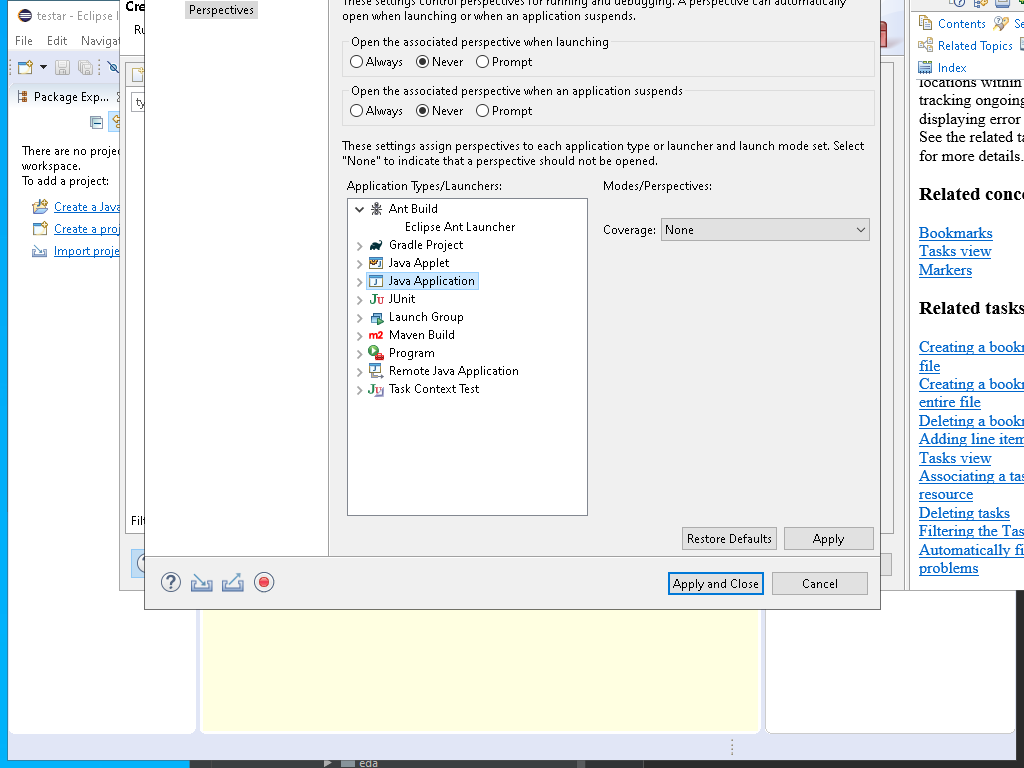 testar - Eclipse I
File Edit Navigat
Package Exp...
There are no proje
workspace.
To add a project:
Create a Java
Create a proj
Import proje
Cre
Ru
ty
Filt
Perspectives
These settings control perspectives for running and debugging. A perspective can automatically
open when launching or when an application suspends.
Open the associated perspective when launching
Always Never Prompt
Open the associated perspective when an application suspends
Always Never Prompt
These settings assign perspectives to each application type or launcher and launch mode set. Select
"None" to indicate that a perspective should not be opened.
Application Types/Launchers:
Modes/Perspectives:
Ant Build
Eclipse Ant Launcher
Gradle Project
Java Applet
Java Application
JUnit
Launch Group
Maven Build
Program
Remote Java Application
Task Context Test
Coverage: None
Restore Defaults Apply
Apply and Close Cancel
Contents Se
Related Topics
Index
locations within
tracking ongoing
displaying error
See the related ta
for more details.
Related conc
Bookmarks
Tasks view
Markers
Related tasks
Creating a bookm
file
Creating a bookm
entire file
Deleting a bookm
Adding line item
Tasks view
Associating a tas
resource
Deleting tasks
Filtering the Tas
Automatically fi
problems
eda